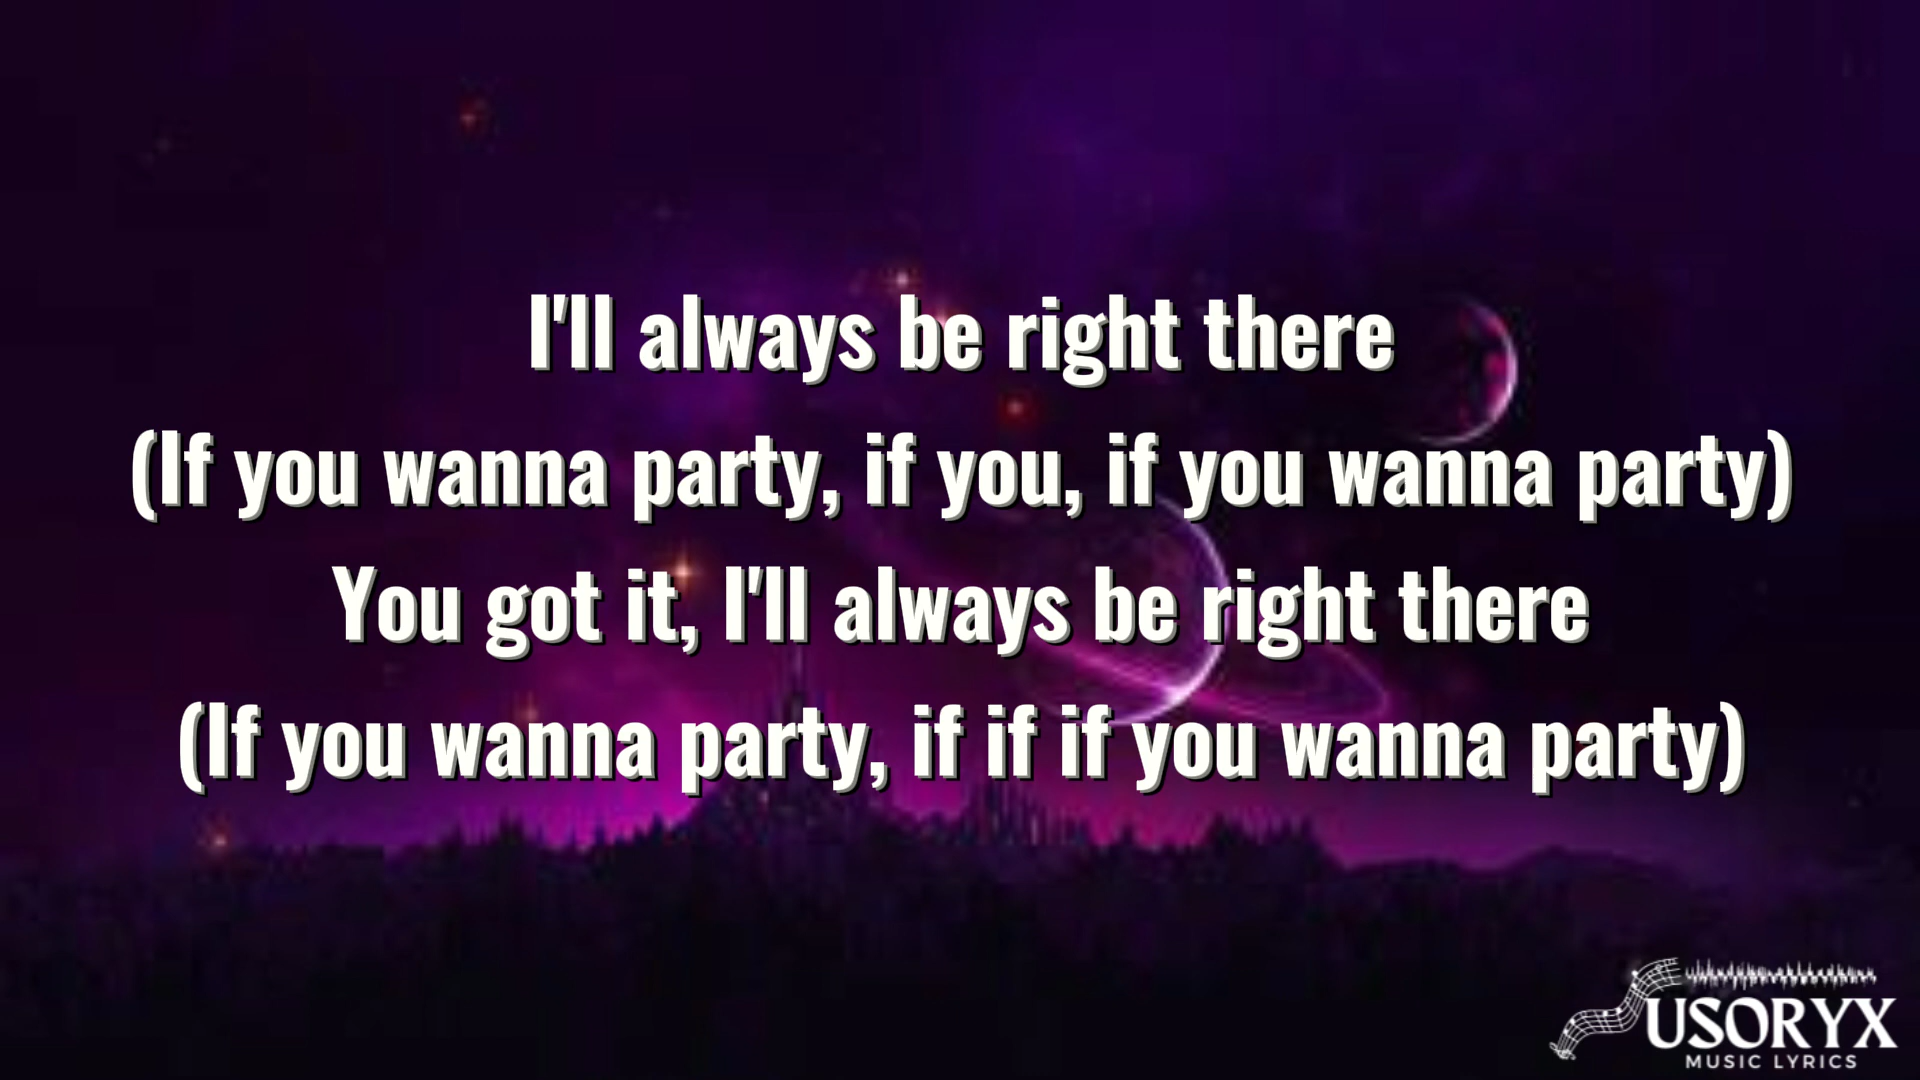 I'll always be right there
(If you wanna party, if you, if you wanna party)
You got it, I'll always be right there
(If you wanna party, if if if you wanna party)
USORYX
MUSIC LYRICS